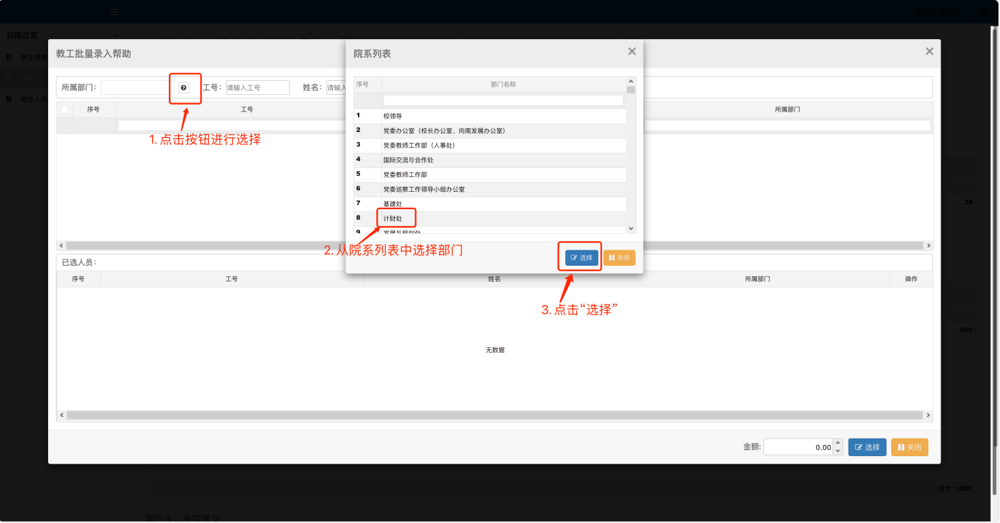 权限总览
学生劳务
校外人员
教工批量录入帮助
院系列表
所属部门：
工号：
请输入工号
姓名：
请输入
序号
工号
所属部门
序号
部门名称
1 校领导
2 党委办公室（校长办公室、向南发展办公室）
3 党委教师工作部（人事处）
4 国际交流与合作处
5 党委教师工作部
6 党委巡察工作领导小组办公室
7 基建处
8 计财处
9 发展与规划处
1. 点击按钮进行选择
2. 从院系列表中选择部门
选择
关闭
3. 点击“选择”
已选人员：
序号
工号
姓名
所属部门
操作
无数据
金额:
0.00
选择
关闭
26
500
合计：:500
第四步：保存提交